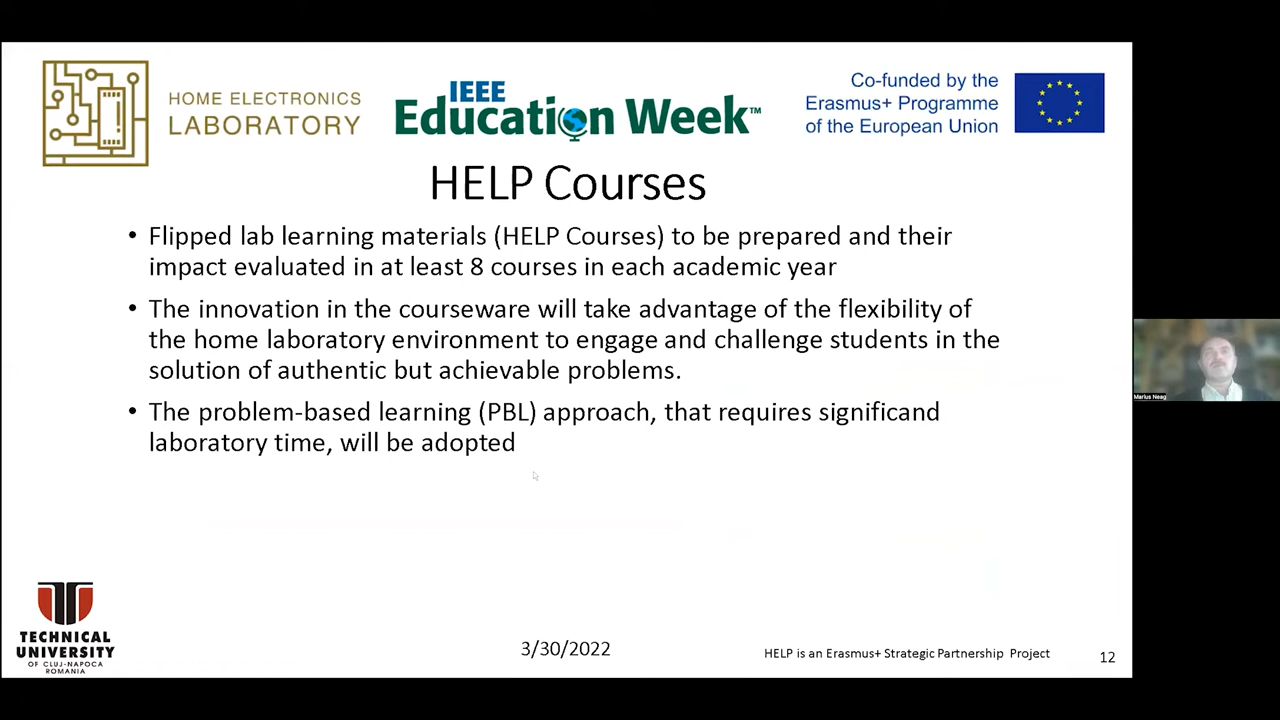 HOME ELECTRONICS
LABORATORY
IEEE
Education Week™
Co-funded by the
Erasmus+ Programme
of the European Union
HELP Courses
• Flipped lab learning materials (HELP Courses) to be prepared and their
impact evaluated in at least 8 courses in each academic year
• The innovation in the courseware will take advantage of the flexibility of
the home laboratory environment to engage and challenge students in the
solution of authentic but achievable problems.
• The problem-based learning (PBL) approach, that requires significand
laboratory time, will be adopted
Marius Neag
TECHNICAL
UNIVERSITY
OF CLUJ-NAPOCA
ROMANIA
3/30/2022
HELP is an Erasmus+ Strategic Partnership Project
12